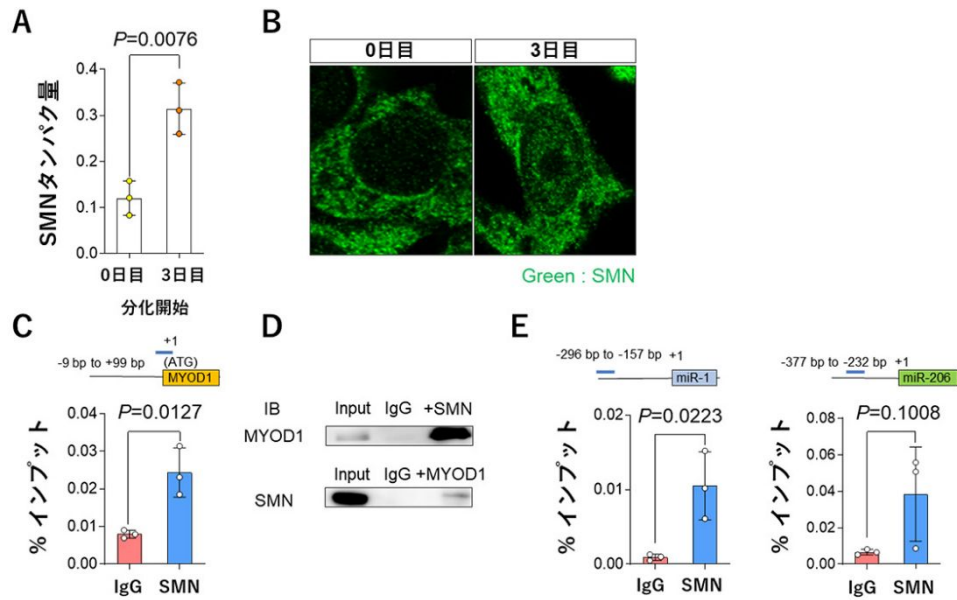 A
P=0.0076
SMNタンパク量
0.4
0.3
0.2
0.1
0.0
0日目 3日目
分化開始
B
0日目 3日目
Green : SMN
C
+1
-9 bp to +99 bp (ATG)
MYOD1
P=0.0127
% インプット
0.04
0.03
0.02
0.01
0.00
IgG SMN
D
IB Input IgG +SMN
MYOD1
Input IgG +MYOD1
SMN
E
-296 bp to -157 bp +1
miR-1
P=0.0223
% インプット
0.02
0.01
0.00
IgG SMN
-377 bp to -232 bp +1
miR-206
P=0.1008
% インプット
0.08
0.06
0.04
0.02
0.00
IgG SMN